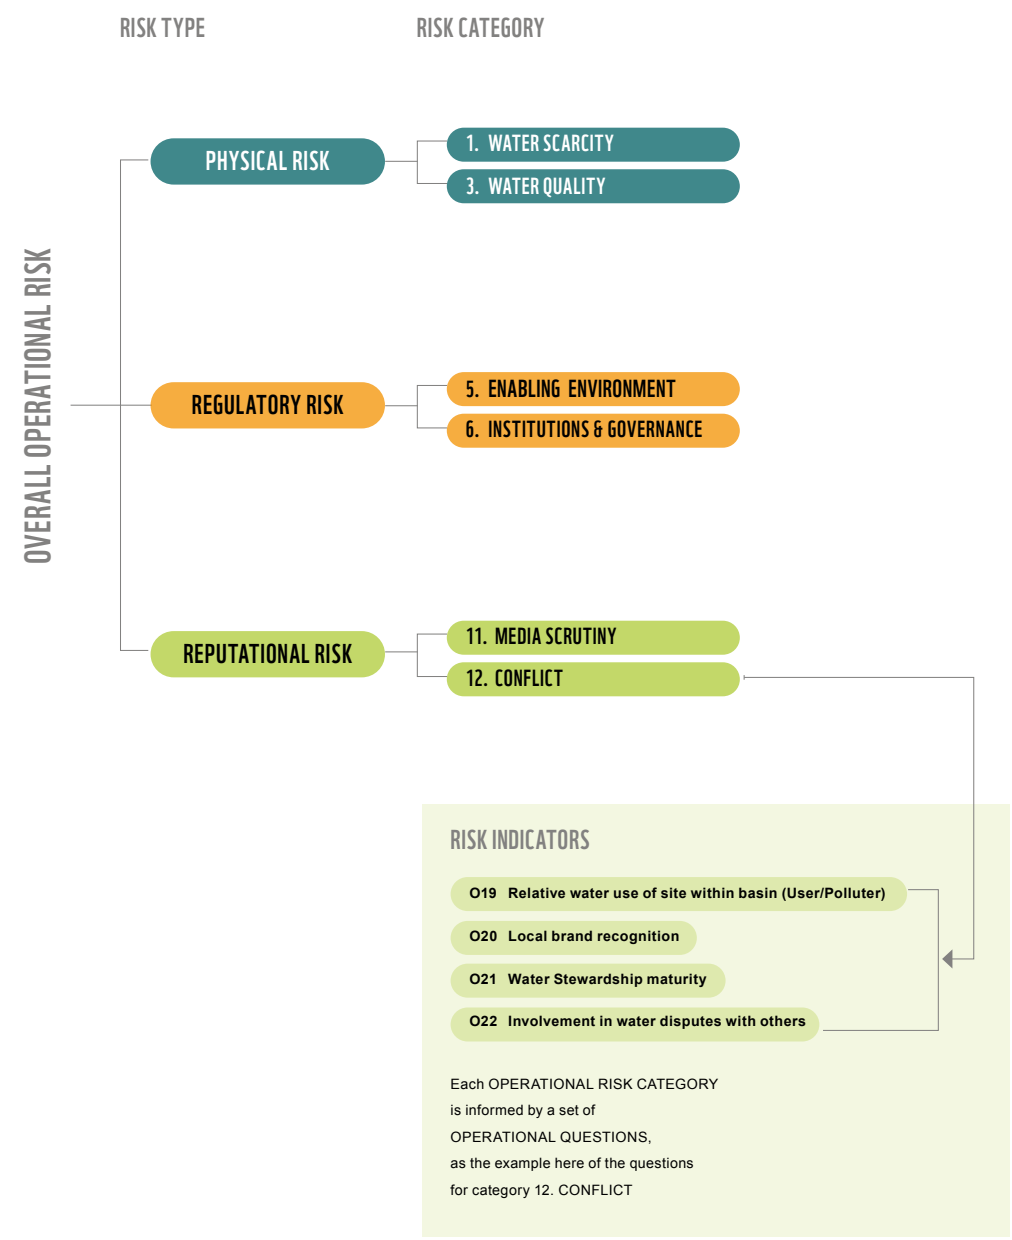 RISK TYPE
RISK CATEGORY
OVERALL OPERATIONAL RISK
PHYSICAL RISK
1. WATER SCARCITY
3. WATER QUALITY
REGULATORY RISK
5. ENABLING ENVIRONMENT
6. INSTITUTIONS & GOVERNANCE
REPUTATIONAL RISK
11. MEDIA SCRUTINY
12. CONFLICT
RISK INDICATORS
O19 Relative water use of site within basin (User/Polluter)
O20 Local brand recognition
O21 Water Stewardship maturity
O22 Involvement in water disputes with others
Each OPERATIONAL RISK CATEGORY
is informed by a set of
OPERATIONAL QUESTIONS,
as the example here of the questions
for category 12. CONFLICT